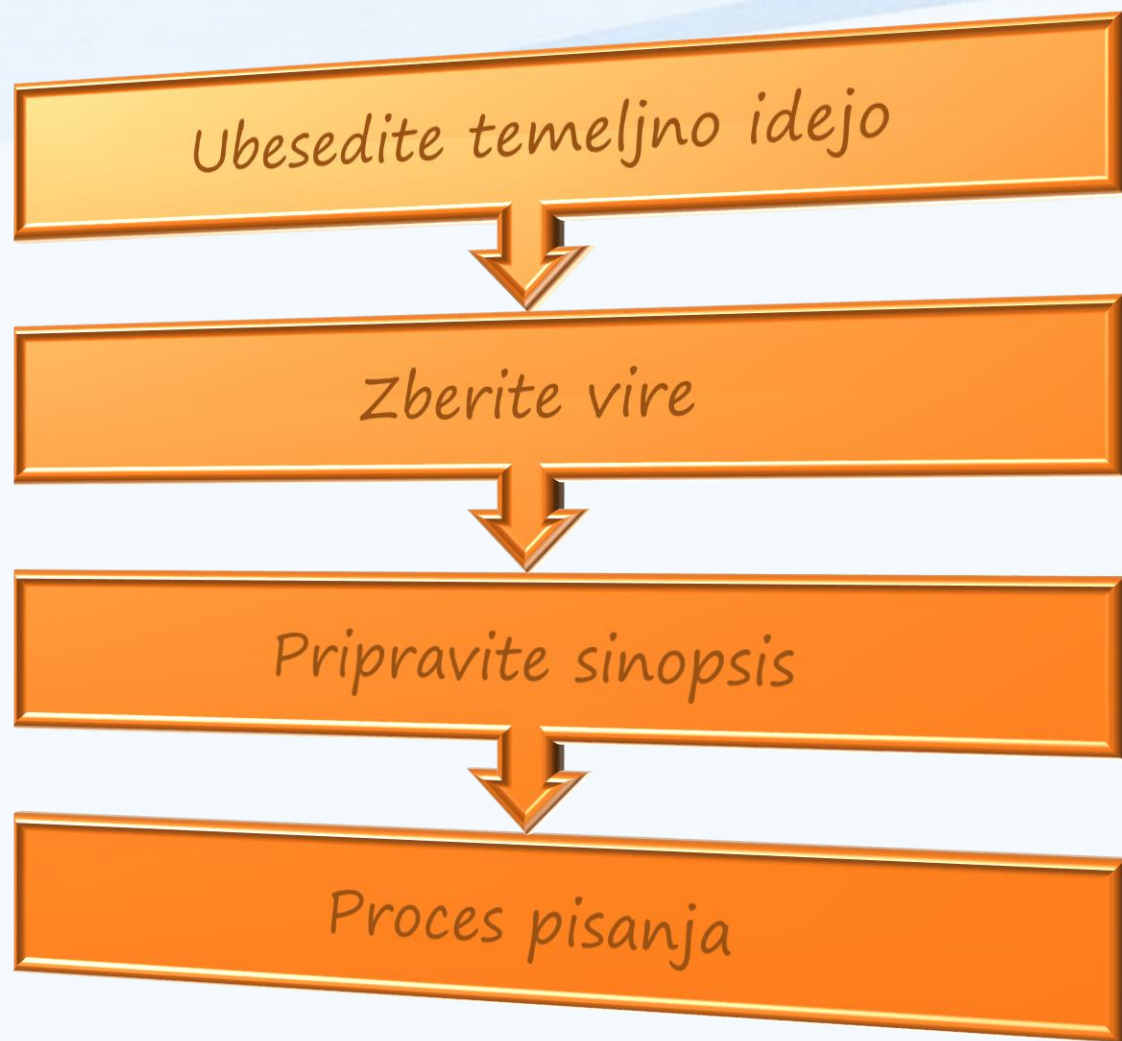 Ubesedite temeljno idejo
Zberite vire
Pripravite sinopsis
Proces pisanja